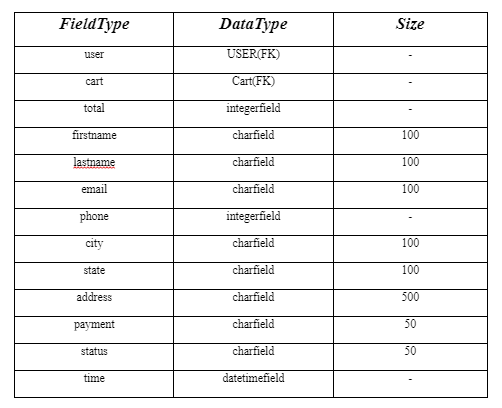 FieldType DataType Size
user USER(FK) -
cart Cart(FK) -
total integerfield -
firstname charfield 100
lastname charfield 100
email charfield 100
phone integerfield -
city charfield 100
state charfield 100
address charfield 500
payment charfield 50
status charfield 50
time datetimefield -